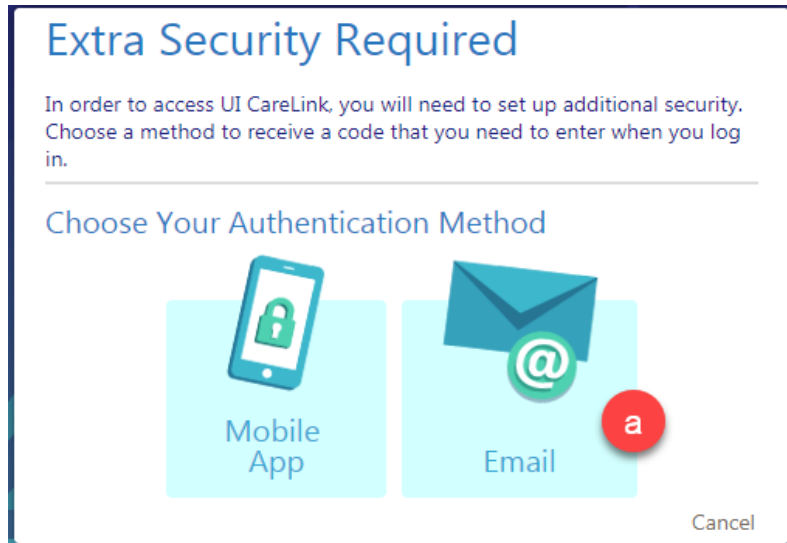 Extra Security Required
In order to access UI CareLink, you will need to set up additional security.
Choose a method to receive a code that you need to enter when you log
in.
Choose Your Authentication Method
@
Mobile
App
Email
a
Cancel